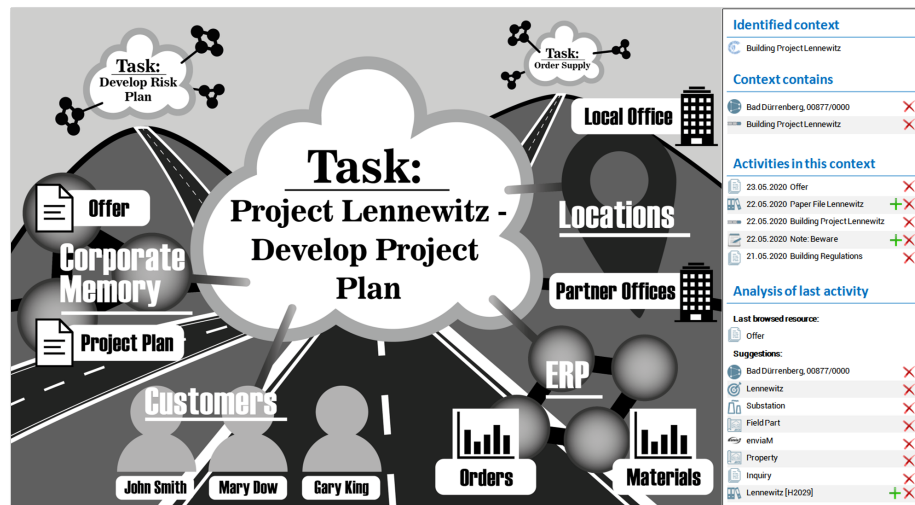 Task:
Develop Risk
Plan
Task:
Order Supply
Local Office
Task:
Project Lennewitz -
Develop Project
Plan
Offer
Corporate
Memory
Project Plan
Locations
Partner Offices
ERP
Customers
John Smith
Mary Dow
Gary King
Orders
Materials
Identified context
Building Project Lennewitz
Context contains
Bad Dürrenberg, 00877/0000
Building Project Lennewitz
Activities in this context
23.05.2020 Offer
22.05.2020 Paper File Lennewitz
22.05.2020 Building Project Lennewitz
22.05.2020 Note: Beware
21.05.2020 Building Regulations
Analysis of last activity
Last browsed resource:
Offer
Suggestions:
Bad Dürrenberg, 00877/0000
Lennewitz
Substation
Field Part
enviaM
Property
Inquiry
Lennewitz [H2029]